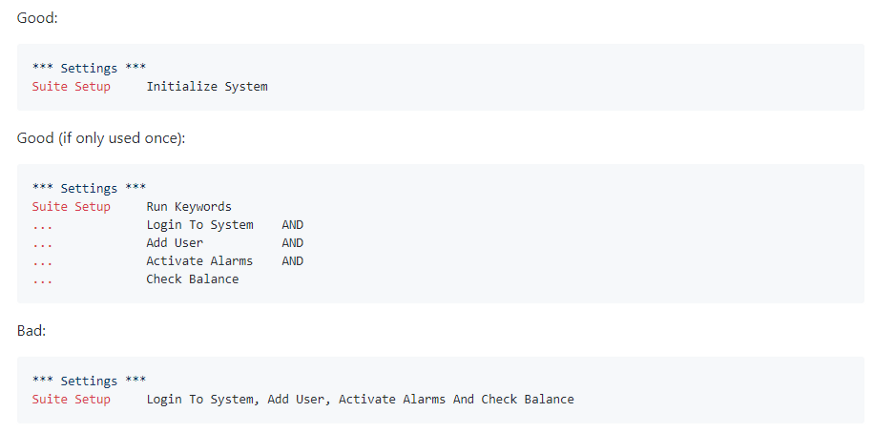 Good:
*** Settings ***
Suite Setup     Initialize System
Good (if only used once):
*** Settings ***
Suite Setup     Run Keywords
...             Login To System    AND
...             Add User           AND
...             Activate Alarms    AND
...             Check Balance
Bad:
*** Settings ***
Suite Setup     Login To System, Add User, Activate Alarms And Check Balance